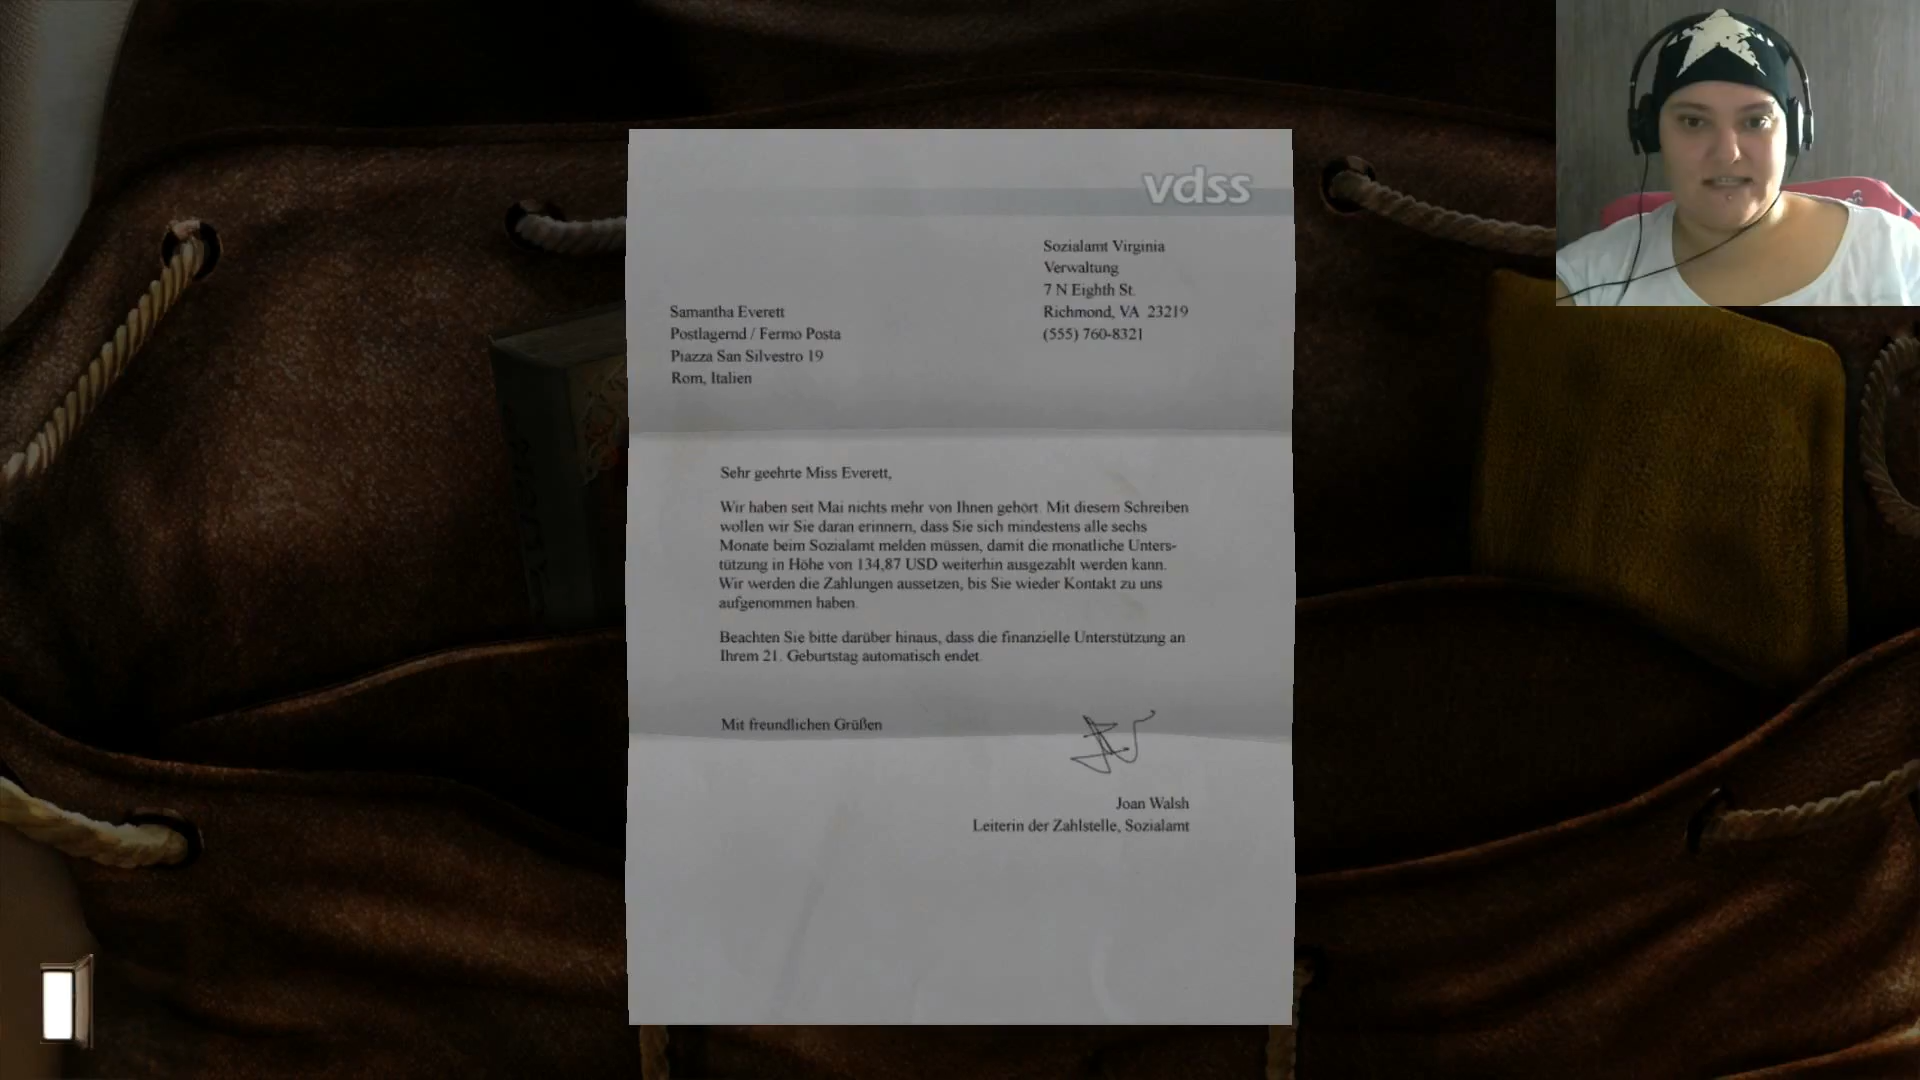 vdss
Sozialamt Virginia
Verwaltung
7 N Eighth St.
Richmond, VA 23219
(555) 760-8321
Samantha Everett
Postlagernd / Fermo Posta
Piazza San Silvestro 19
Rom, Italien
Sehr geehrte Miss Everett,
Wir haben seit Mai nichts mehr von Ihnen gehört. Mit diesem Schreiben
wollen wir Sie daran erinnern, dass Sie sich mindestens alle sechs
Monate beim Sozialamt melden müssen, damit die monatliche Unters-
tützung in Höhe von 134,87 USD weiterhin ausgezahlt werden kann.
Wir werden die Zahlungen aussetzen, bis Sie wieder Kontakt zu uns
aufgenommen haben.
Beachten Sie bitte darüber hinaus, dass die finanzielle Unterstützung an
Ihrem 21. Geburtstag automatisch endet.
Mit freundlichen Grüßen
Joan Walsh
Leiterin der Zahlstelle, Sozialamt